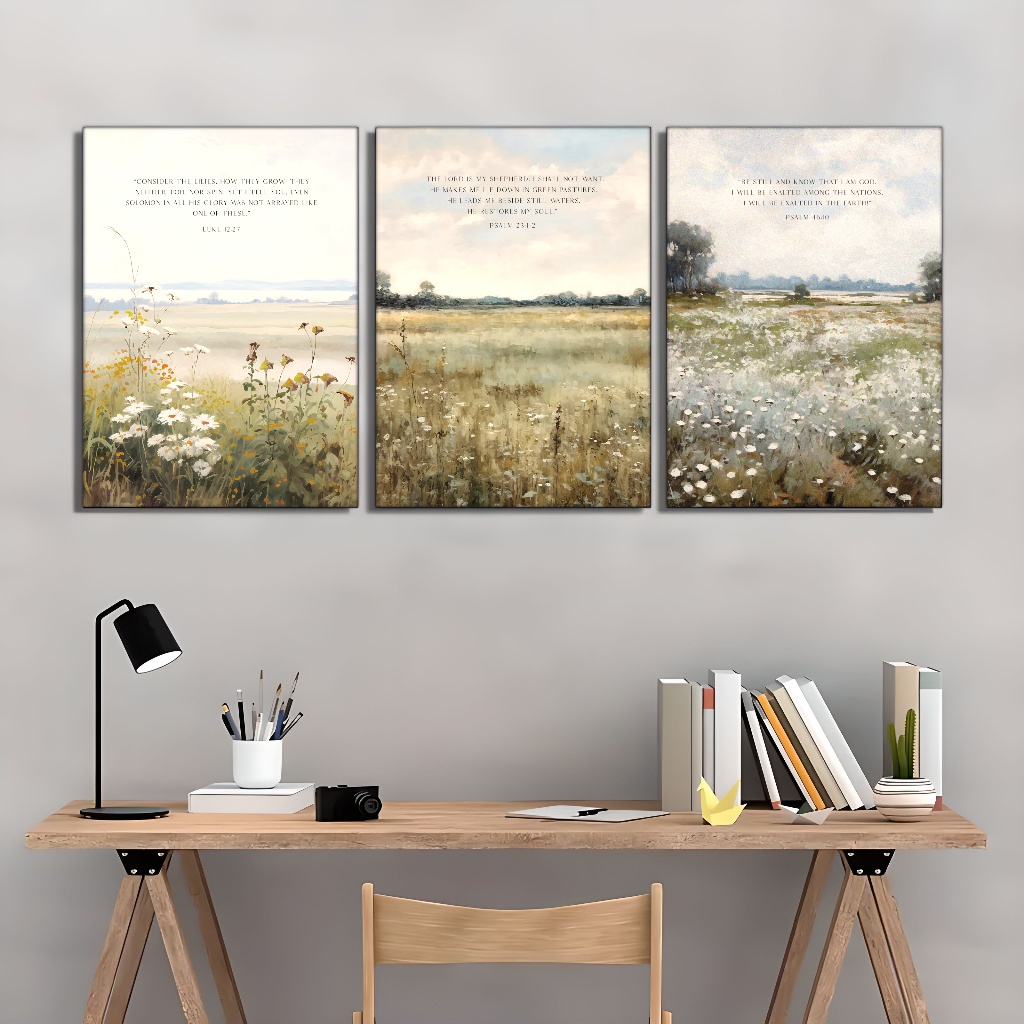 "CONSIDER THE LILIES, HOW THEY GROW: THEY
NEITHER TOIL NOR SPIN, YET I TELL YOU, EVEN
SOLOMON IN ALL HIS GLORY WAS NOT ARRAYED LIKE
ONE OF THESE."
LUKE 12:27
THE LORD IS MY SHEPHERD; I SHALL NOT WANT.
HE MAKES ME LIE DOWN IN GREEN PASTURES.
HE LEADS ME BESIDE STILL WATERS.
HE RESTORES MY SOUL."
PSALM 23:1-2
"BE STILL AND KNOW THAT I AM GOD.
I WILL BE EXALTED AMONG THE NATIONS,
I WILL BE EXALTED IN THE EARTH!"
PSALM 46:10